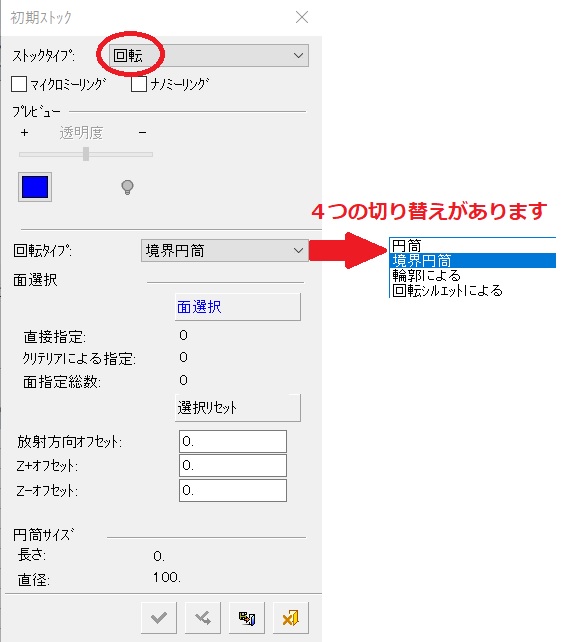 初期ストック
ストックタイプ: 回転
マイクロミーリング ナノミーリング
プレビュー
+ 透明度 -
４つの切り替えがあります
回転タイプ: 境界円筒
円筒
境界円筒
輪郭による
回転シルエットによる
面選択
面選択
直接指定: 0
クリテリアによる指定: 0
面指定総数: 0
選択リセット
放射方向オフセット: 0.
Z+オフセット: 0.
Z-オフセット: 0.
円筒サイズ
長さ: 0.
直径: 100.